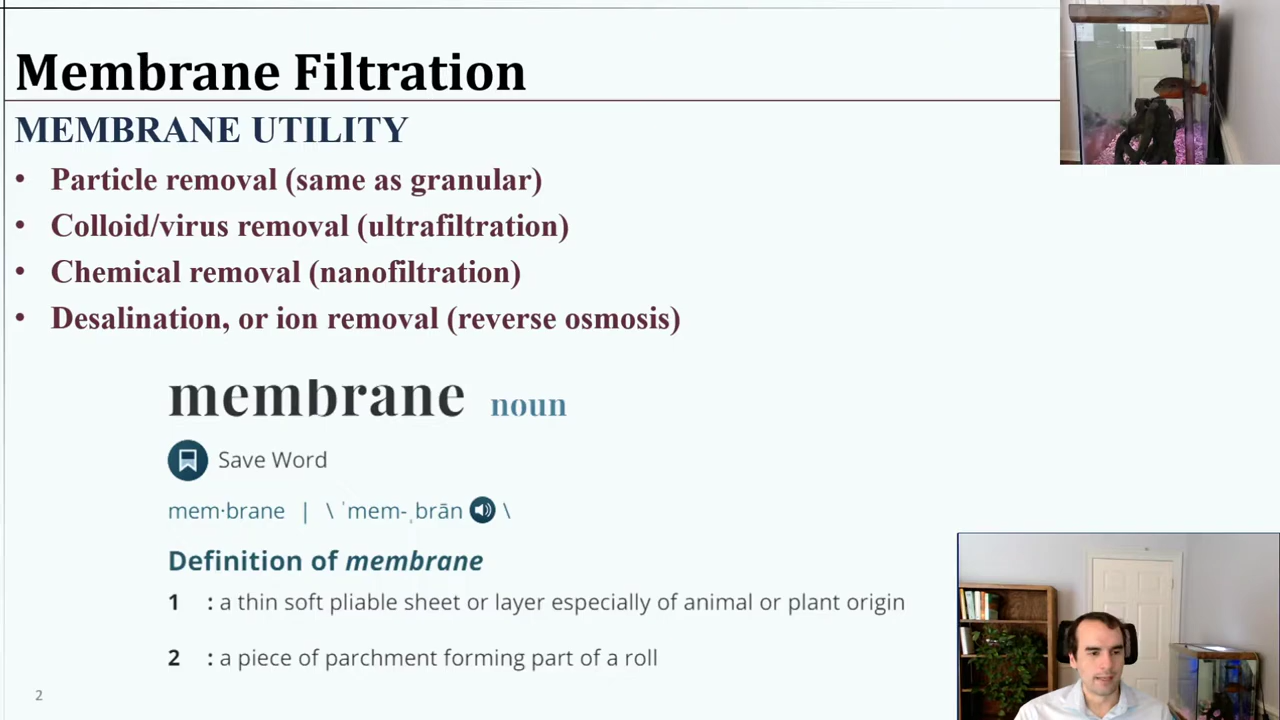 Membrane Filtration
MEMBRANE UTILITY
• Particle removal (same as granular)
• Colloid/virus removal (ultrafiltration)
• Chemical removal (nanofiltration)
• Desalination, or ion removal (reverse osmosis)
membrane noun
Save Word
mem·brane | \ ˈmem-ˌbrān \
Definition of membrane
1 : a thin soft pliable sheet or layer especially of animal or plant origin
2 : a piece of parchment forming part of a roll
2